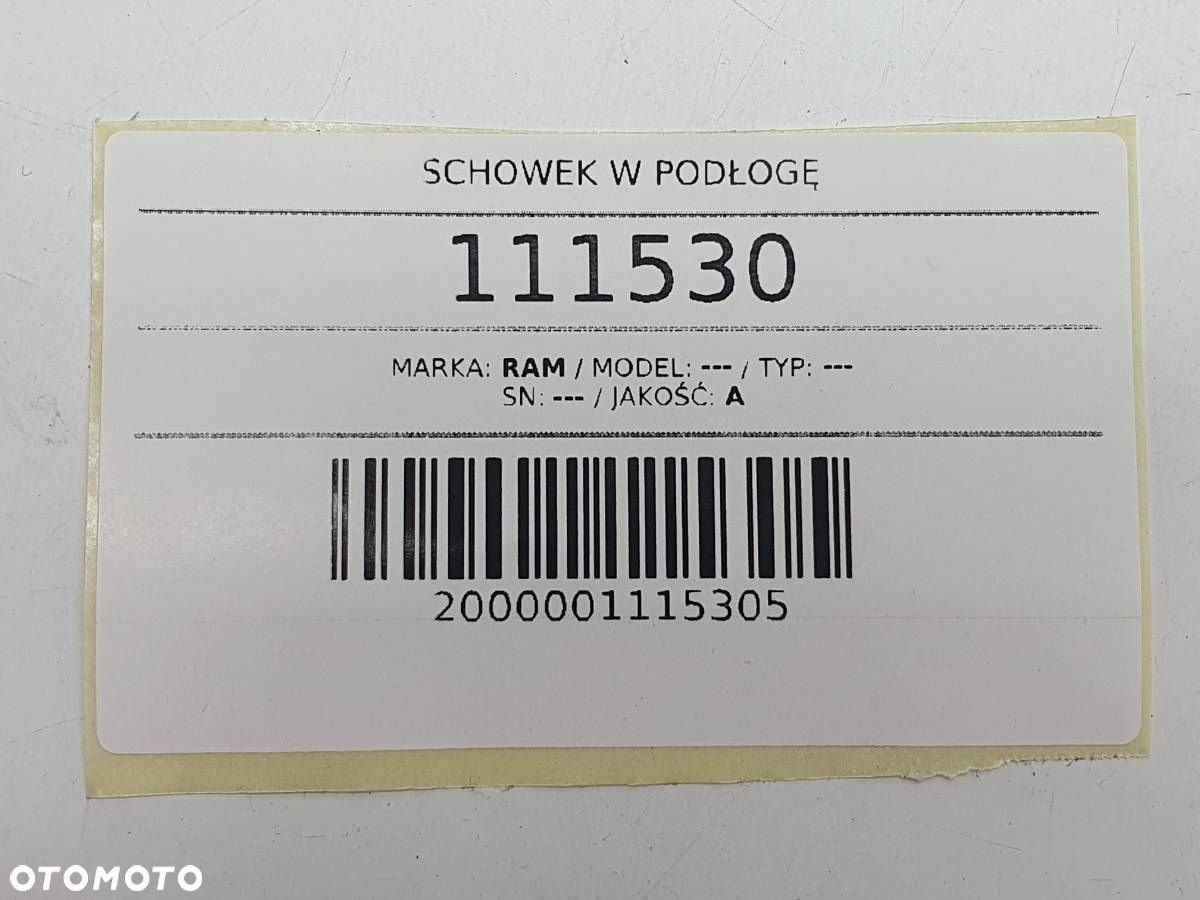 SCHOWEK W PODŁOGĘ
111530
MARKA: RAM / MODEL: --- / TYP: ---
SN: --- / JAKOŚĆ: A
2000001115305
OTOMOTO